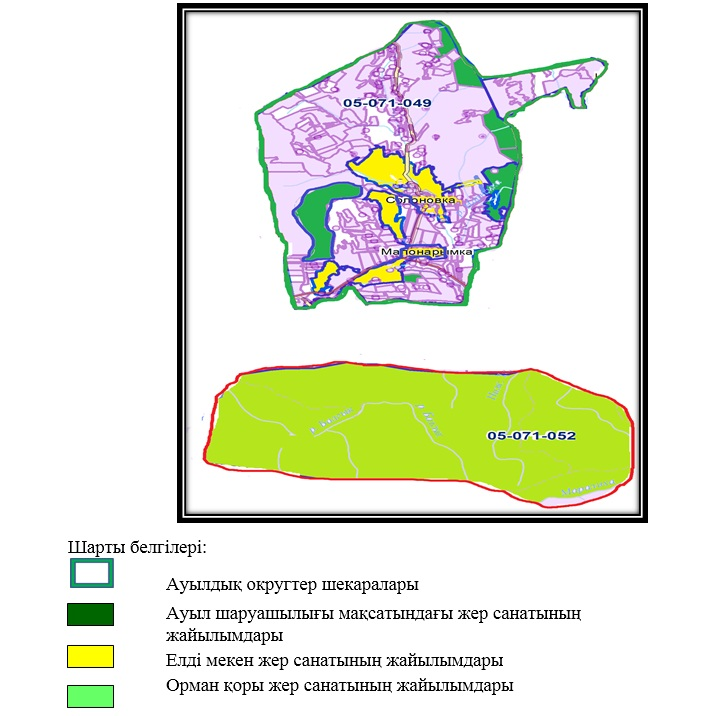 05-071-049
Солоновка
Малонарымка
05-071-052
Шарты белгілері:
Ауылдық округтер шекаралары
Ауыл шаруашылығы мақсатындағы жер санатының
жайылымдары
Елді мекен жер санатының жайылымдары
Орман қоры жер санатының жайылымдары